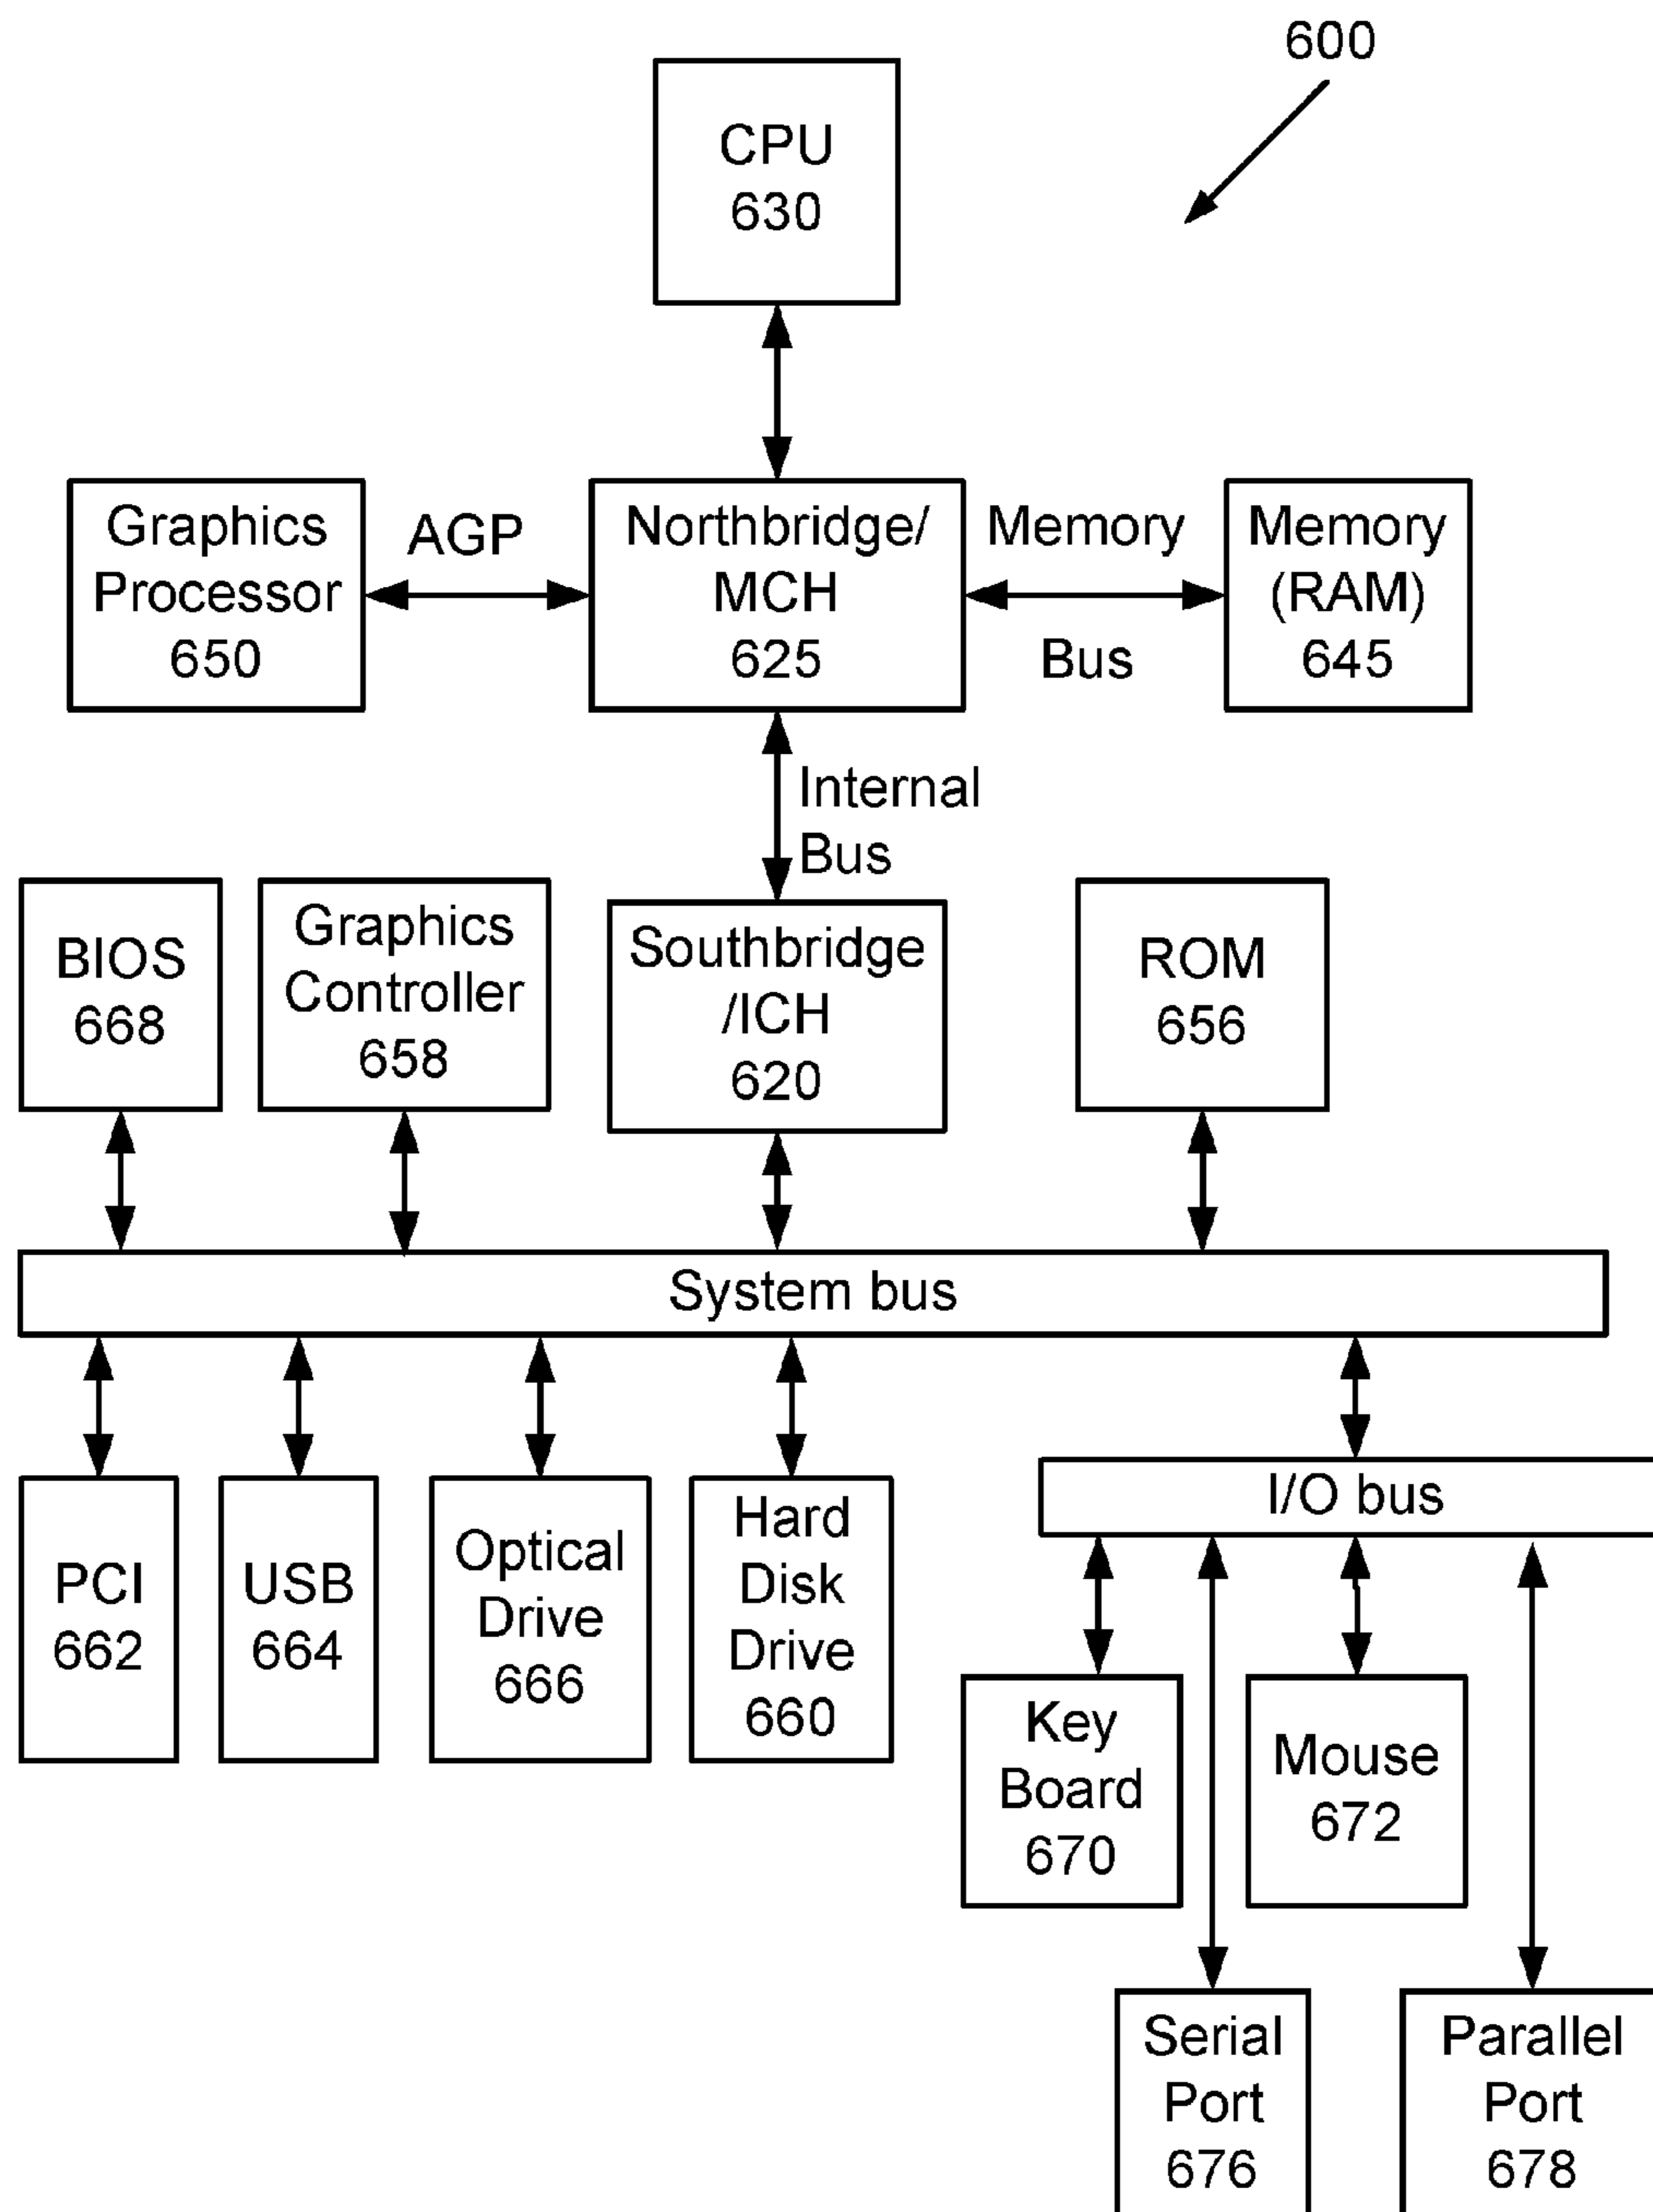 600
CPU
630
Graphics
Processor
650
AGP
Northbridge/
MCH
625
Memory
Bus
Memory
(RAM)
645
Internal
Bus
BIOS
668
Graphics
Controller
658
Southbridge
/ICH
620
ROM
656
System bus
PCI
662
USB
664
Optical
Drive
666
Hard
Disk
Drive
660
I/O bus
Key
Board
670
Mouse
672
Serial
Port
676
Parallel
Port
678